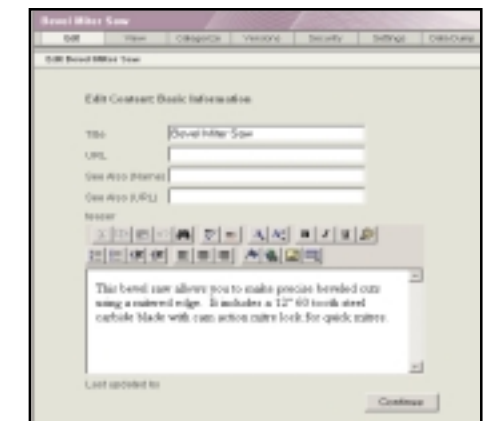 Bevel Miter Saw
Edit View Categorize Versions Security Settings Data Dump
Edit Bevel Miter Saw
Edit Content: Basic Information
Title Bevel Miter Saw
URL
See Also (Name)
See Also (URL)
teaser
This bevel saw allows you to make precise beveled cuts
using a mitered edge. It includes a 12" 60 tooth steel
carbide blade with cam action mitre lock for quick mitres.
Last updated by
Continue